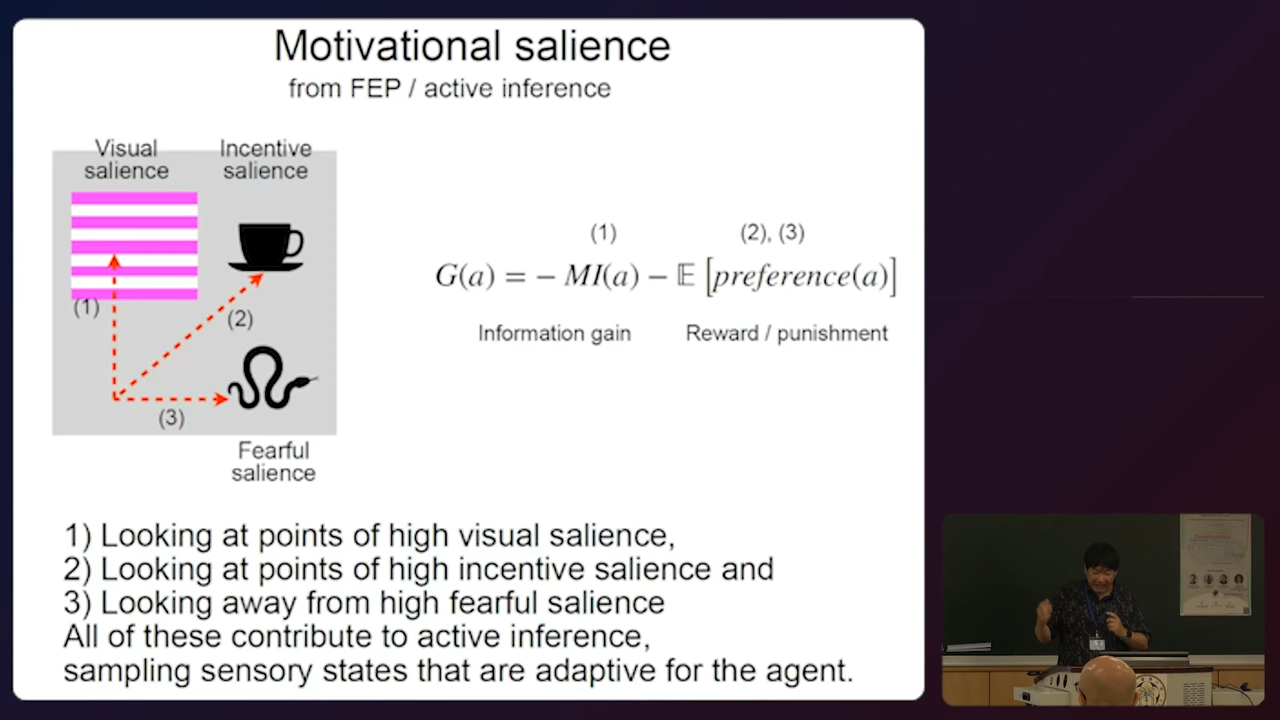 Motivational salience
from FEP / active inference
Visual
salience
Incentive
salience
(1)
(2)
(3)
Fearful
salience
(1)
(2), (3)
G(a) = − MI(a) − 𝔼 [preference(a)]
Information gain
Reward / punishment
1) Looking at points of high visual salience,
2) Looking at points of high incentive salience and
3) Looking away from high fearful salience
All of these contribute to active inference,
sampling sensory states that are adaptive for the agent.